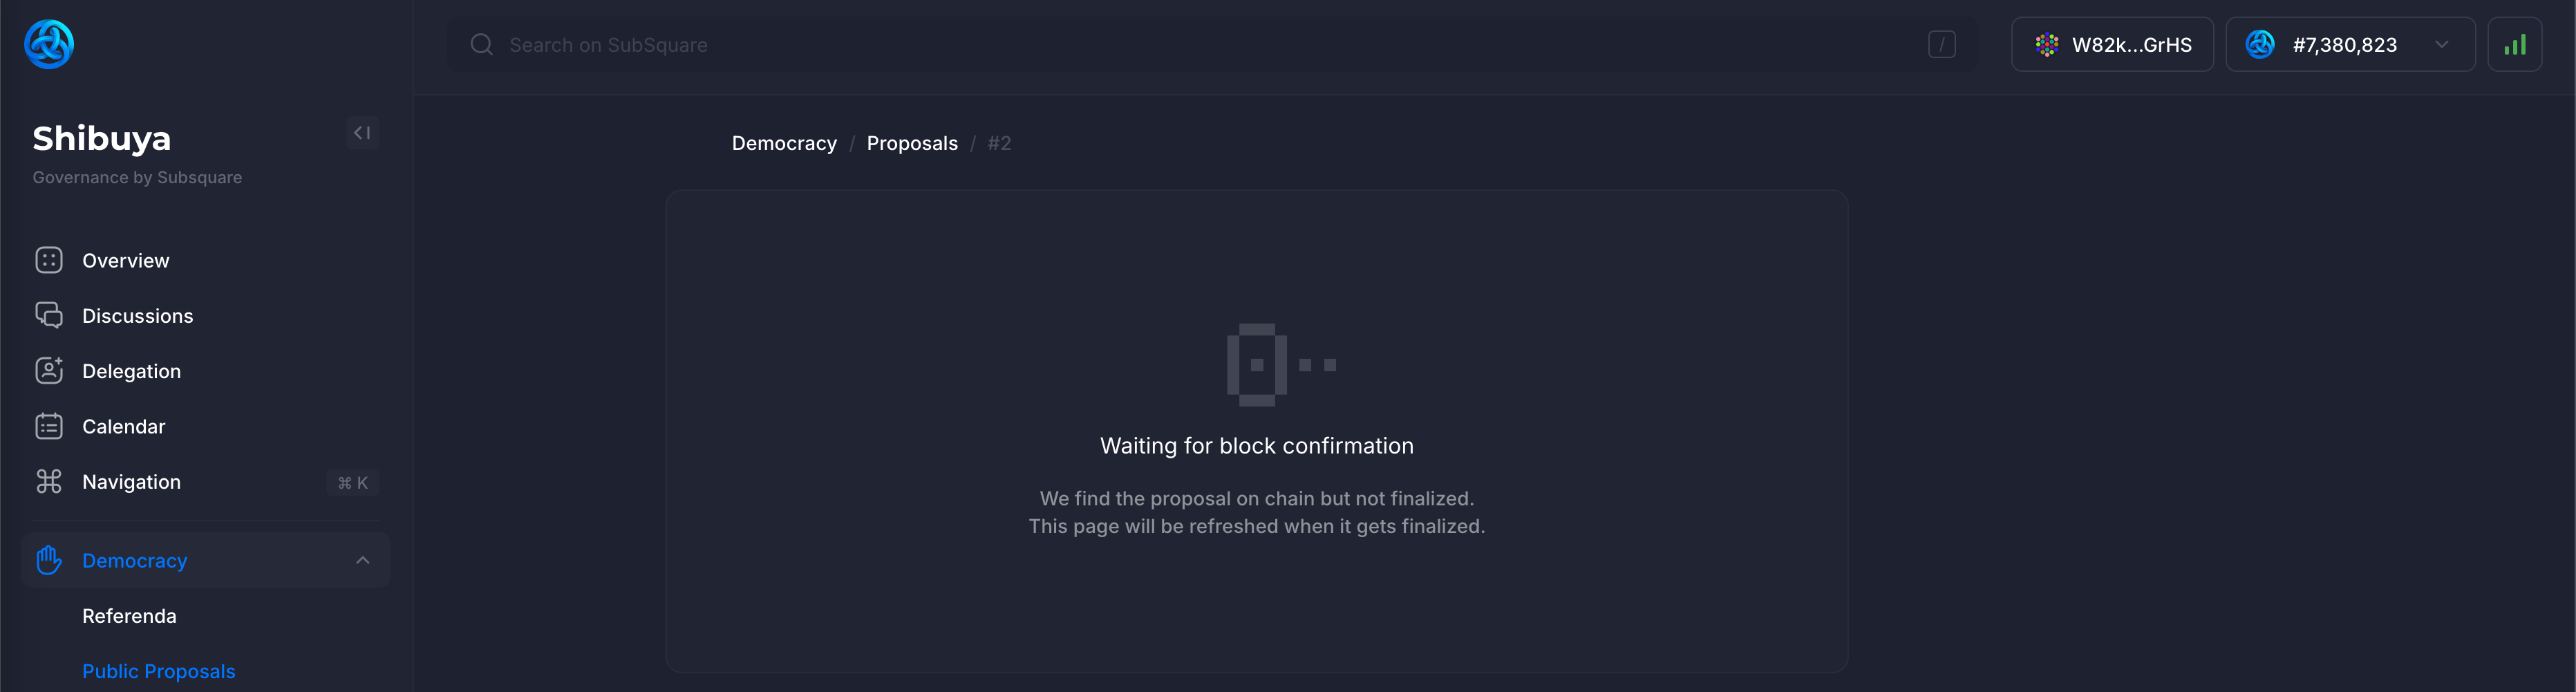 Search on SubSquare
/
W82k...GrHS
#7,380,823
Shibuya
Governance by Subsquare
Overview
Discussions
Delegation
Calendar
Navigation
⌘ K
Democracy
Referenda
Public Proposals
Democracy / Proposals / #2
Waiting for block confirmation
We find the proposal on chain but not finalized.
This page will be refreshed when it gets finalized.